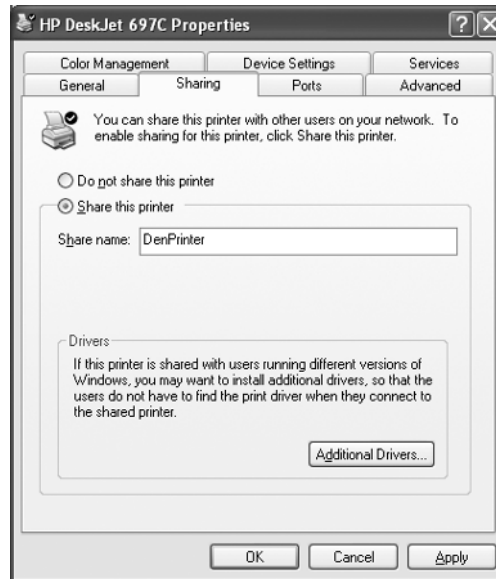 HP DeskJet 697C Properties
Color Management Device Settings Services
General Sharing Ports Advanced
You can share this printer with other users on your network. To
enable sharing for this printer, click Share this printer.
Do not share this printer
Share this printer
Share name: DenPrinter
Drivers
If this printer is shared with users running different versions of
Windows, you may want to install additional drivers, so that the
users do not have to find the print driver when they connect to
the shared printer.
Additional Drivers...
OK Cancel Apply